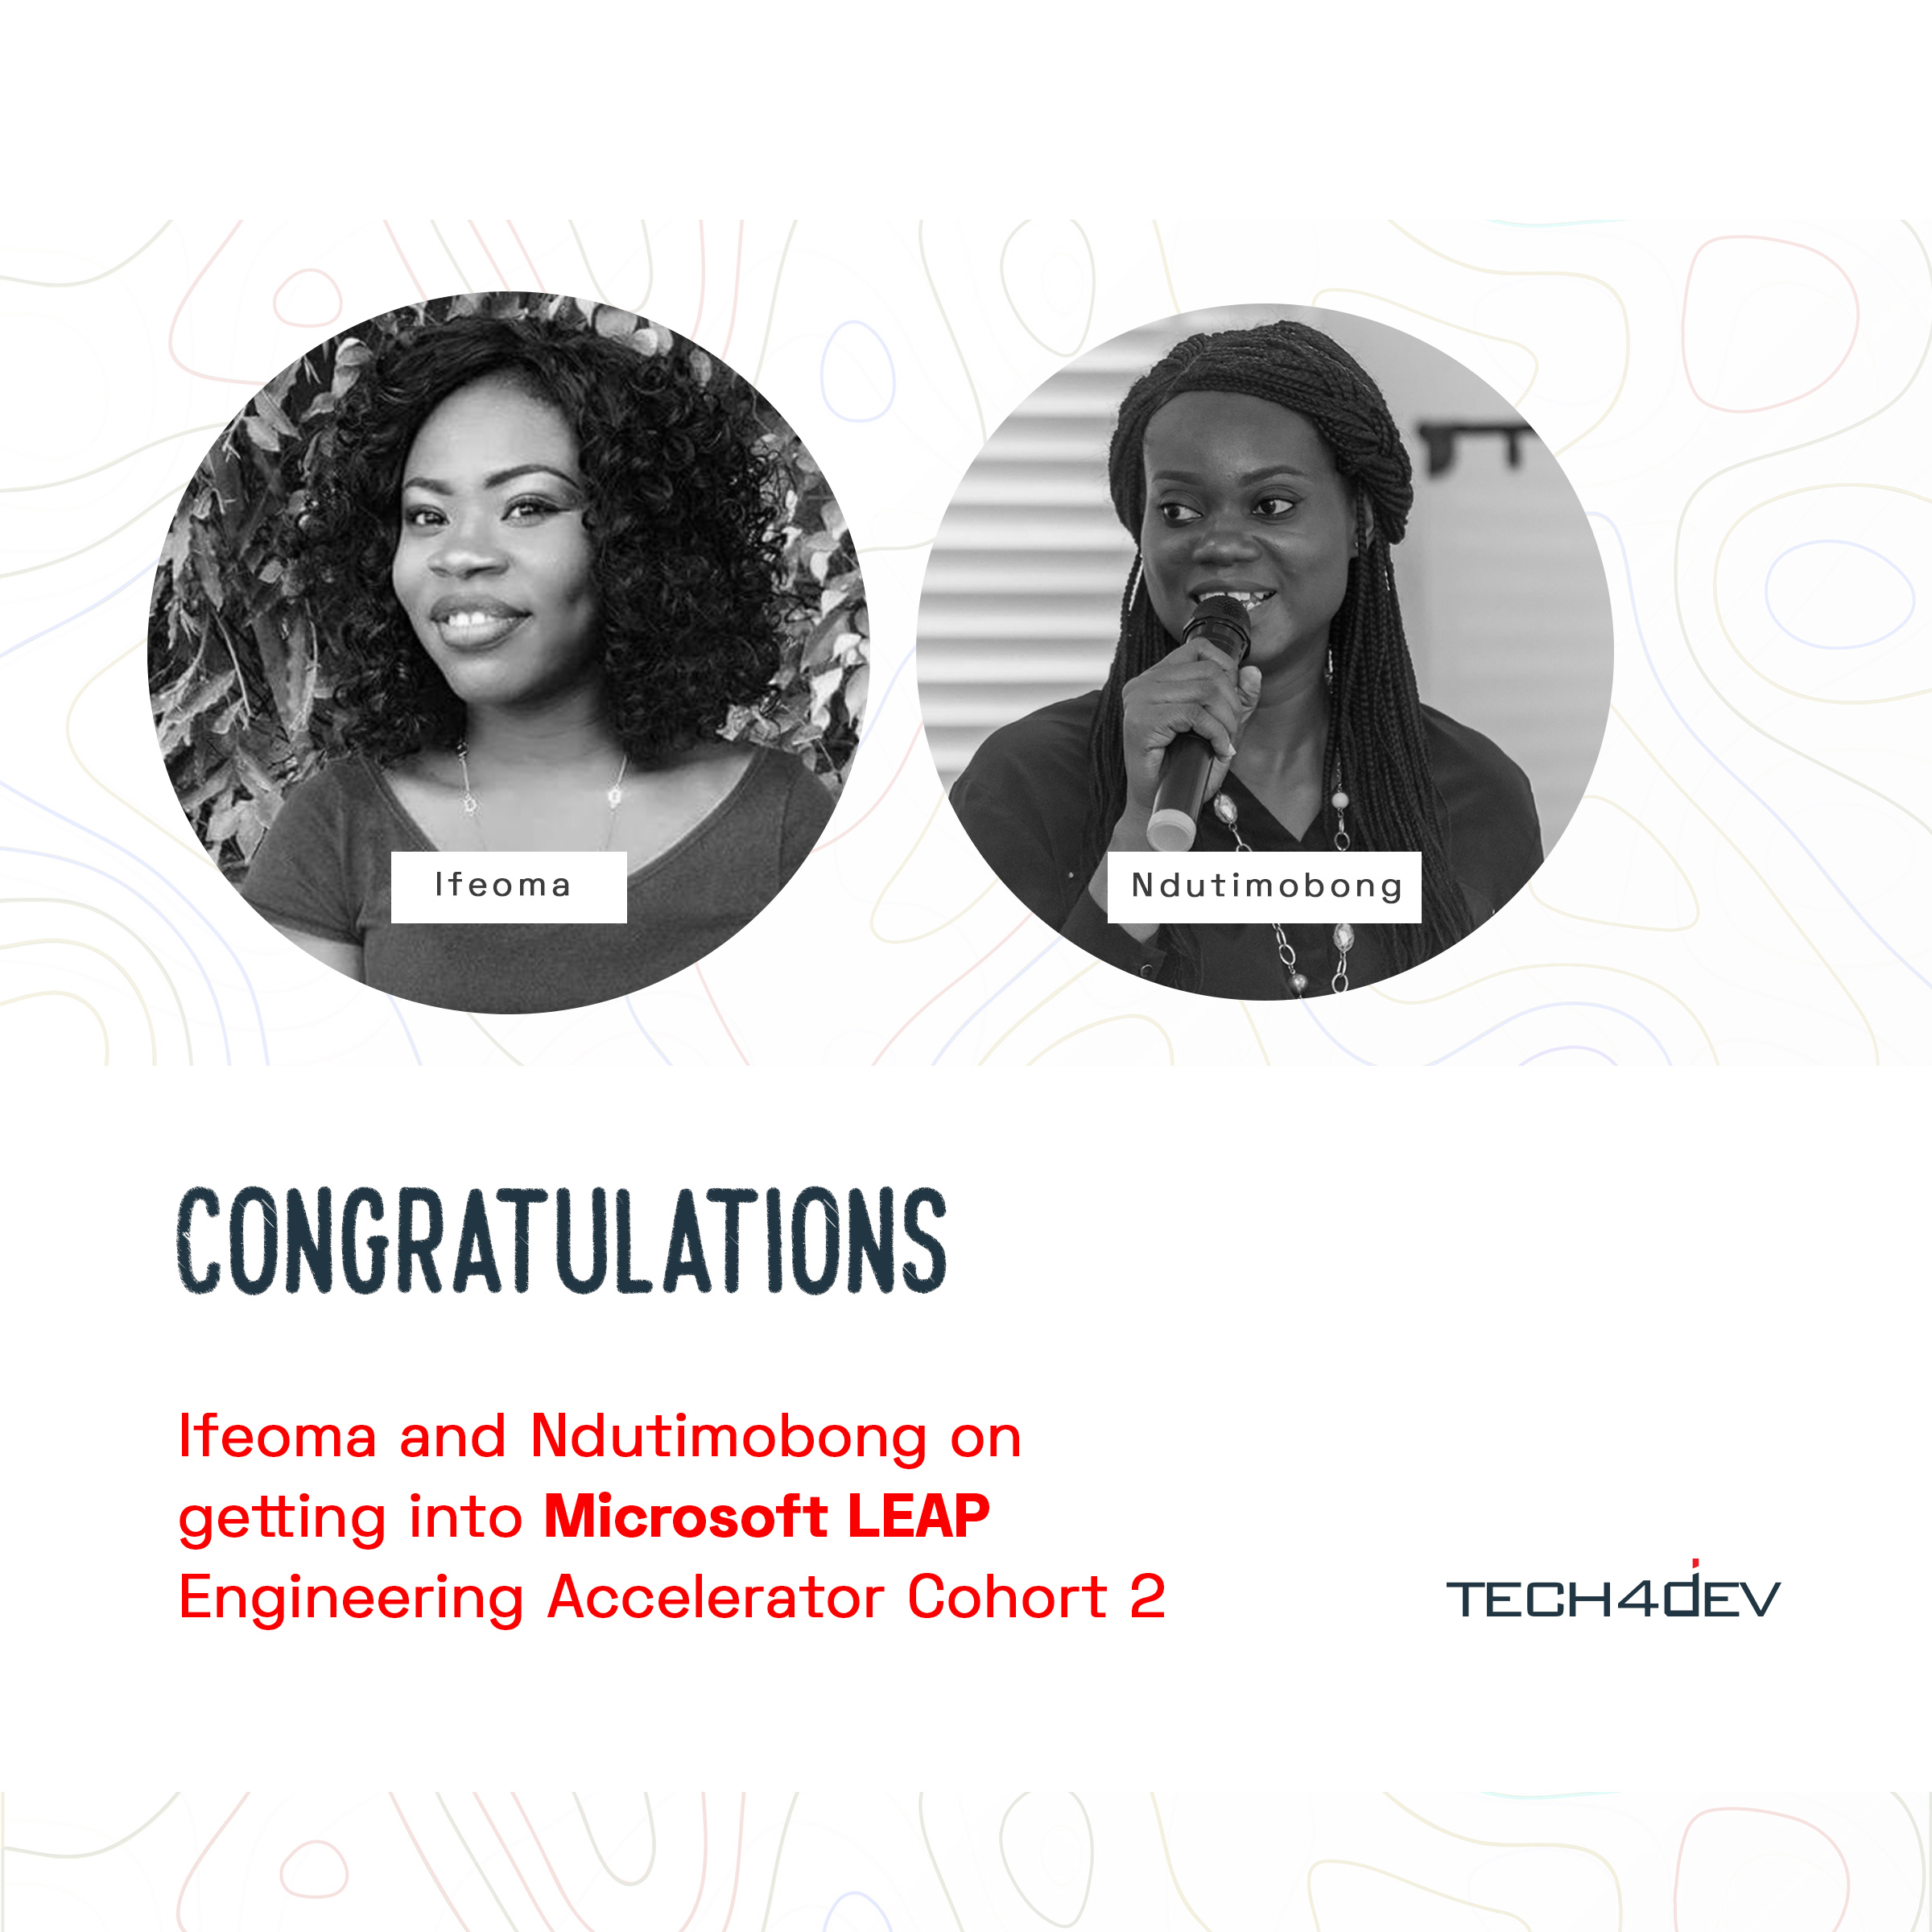 Ifeoma
Ndutimobong
CONGRATULATIONS
Ifeoma and Ndutimobong on
getting into Microsoft LEAP
Engineering Accelerator Cohort 2
TECH4dEV